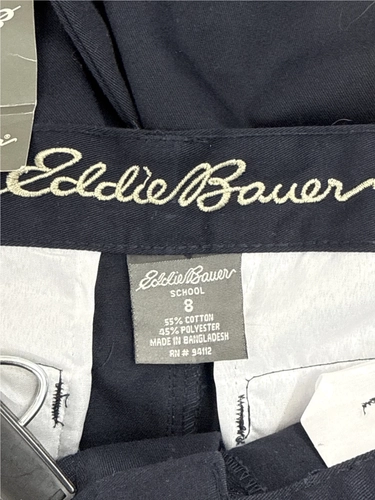 Eddie Bauer
Eddie Bauer
SCHOOL
8
55% COTTON
45% POLYESTER
MADE IN BANGLADESH
RN # 94112